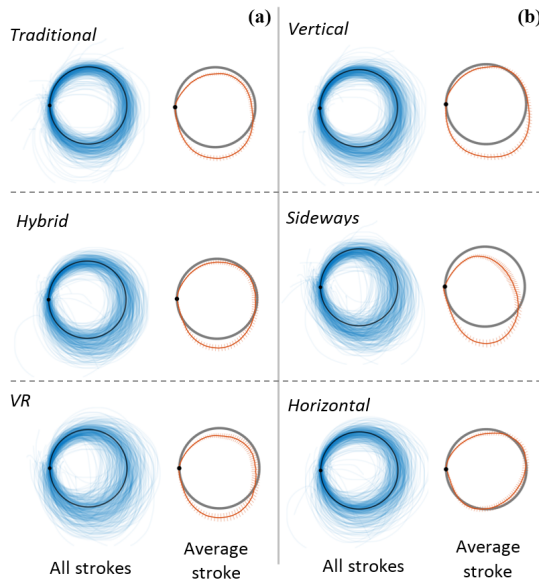 (a)
Traditional
(b)
Vertical
Hybrid
Sideways
VR
Horizontal
All strokes
Average
stroke
All strokes
Average
stroke